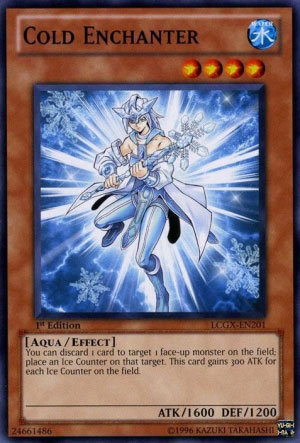 COLD ENCHANTER
WATER
水
1st Edition
LCGX-EN201
[AQUA / EFFECT]
You can discard 1 card to target 1 face-up monster on the field;
place an Ice Counter on that target. This card gains 300 ATK for
each Ice Counter on the field.
ATK/1600 DEF/1200
24661486
©1996 KAZUKI TAKAHASHI